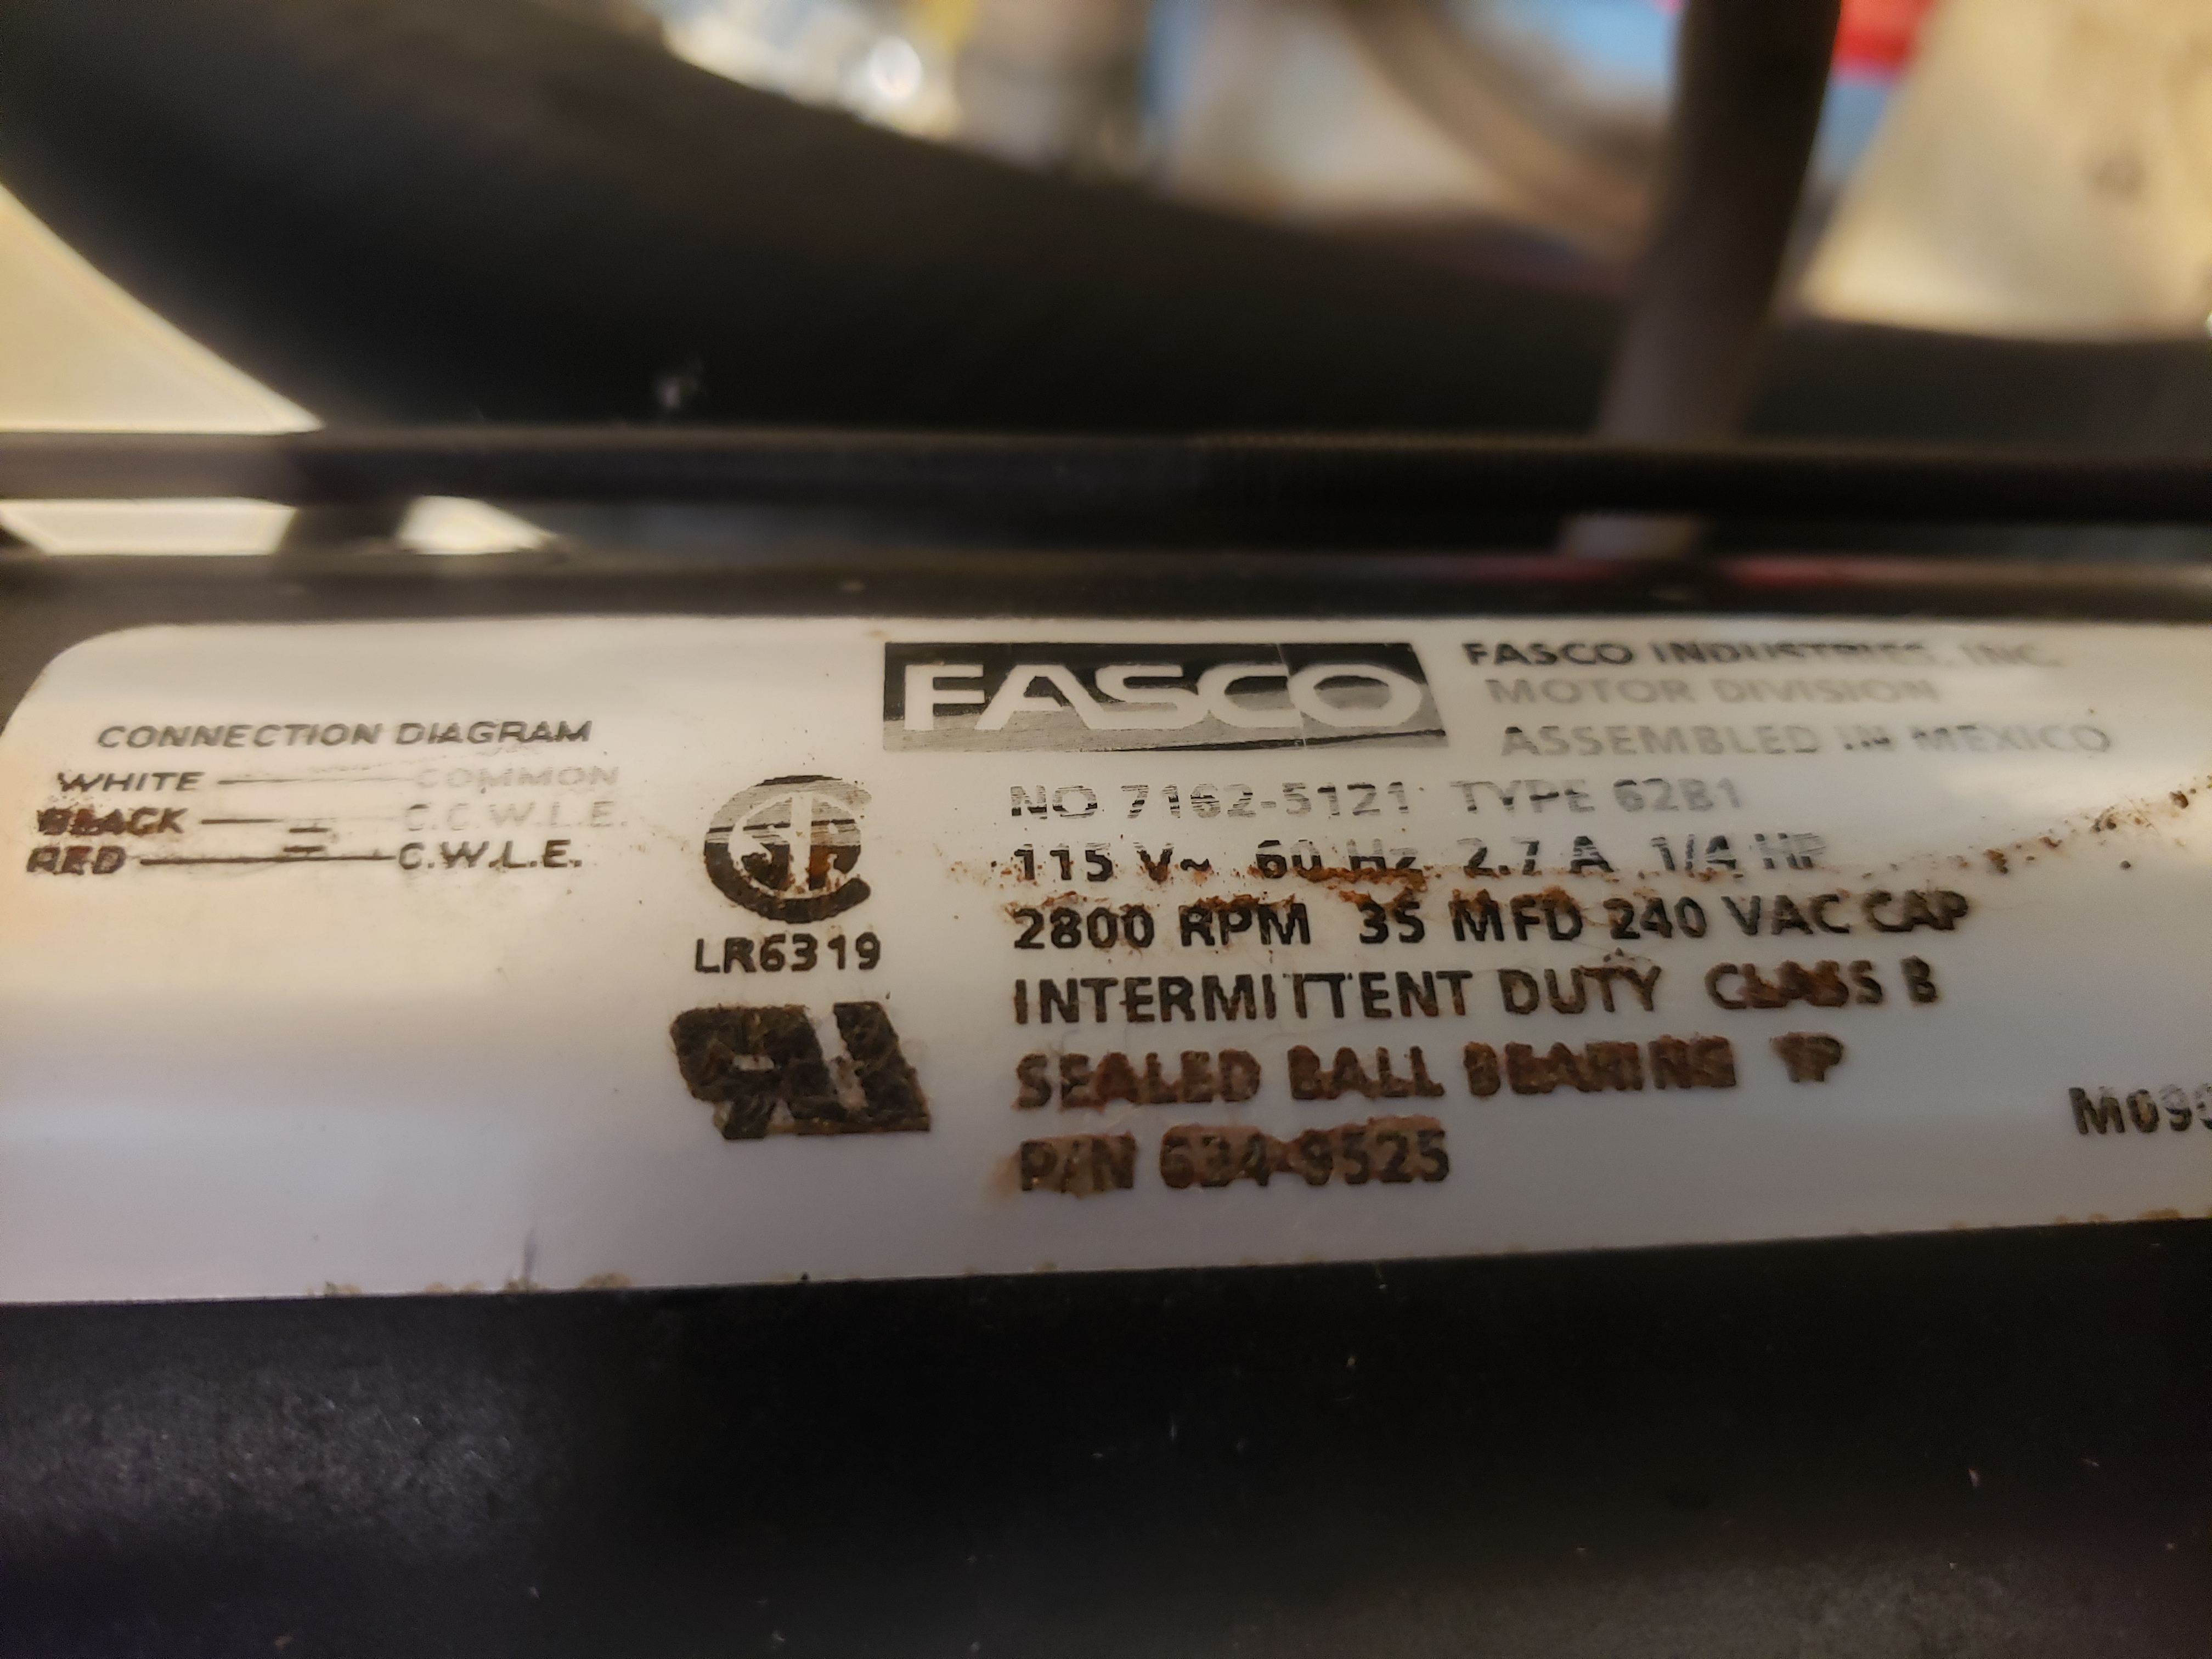 FASCO
FASCO INDUSTRIES, INC.
MOTOR DIVISION
ASSEMBLED IN MEXICO
NO 7162-5121 TYPE 62B1
115 V~ 60 Hz 2.7 A 1/4 HP
2800 RPM 35 MFD 240 VAC CAP
INTERMITTENT DUTY CLASS B
SEALED BALL BEARING TP
P/N 634-9525
LR6319
CONNECTION DIAGRAM
WHITE COMMON
BLACK C.C.W.L.E.
RED C.W.L.E.